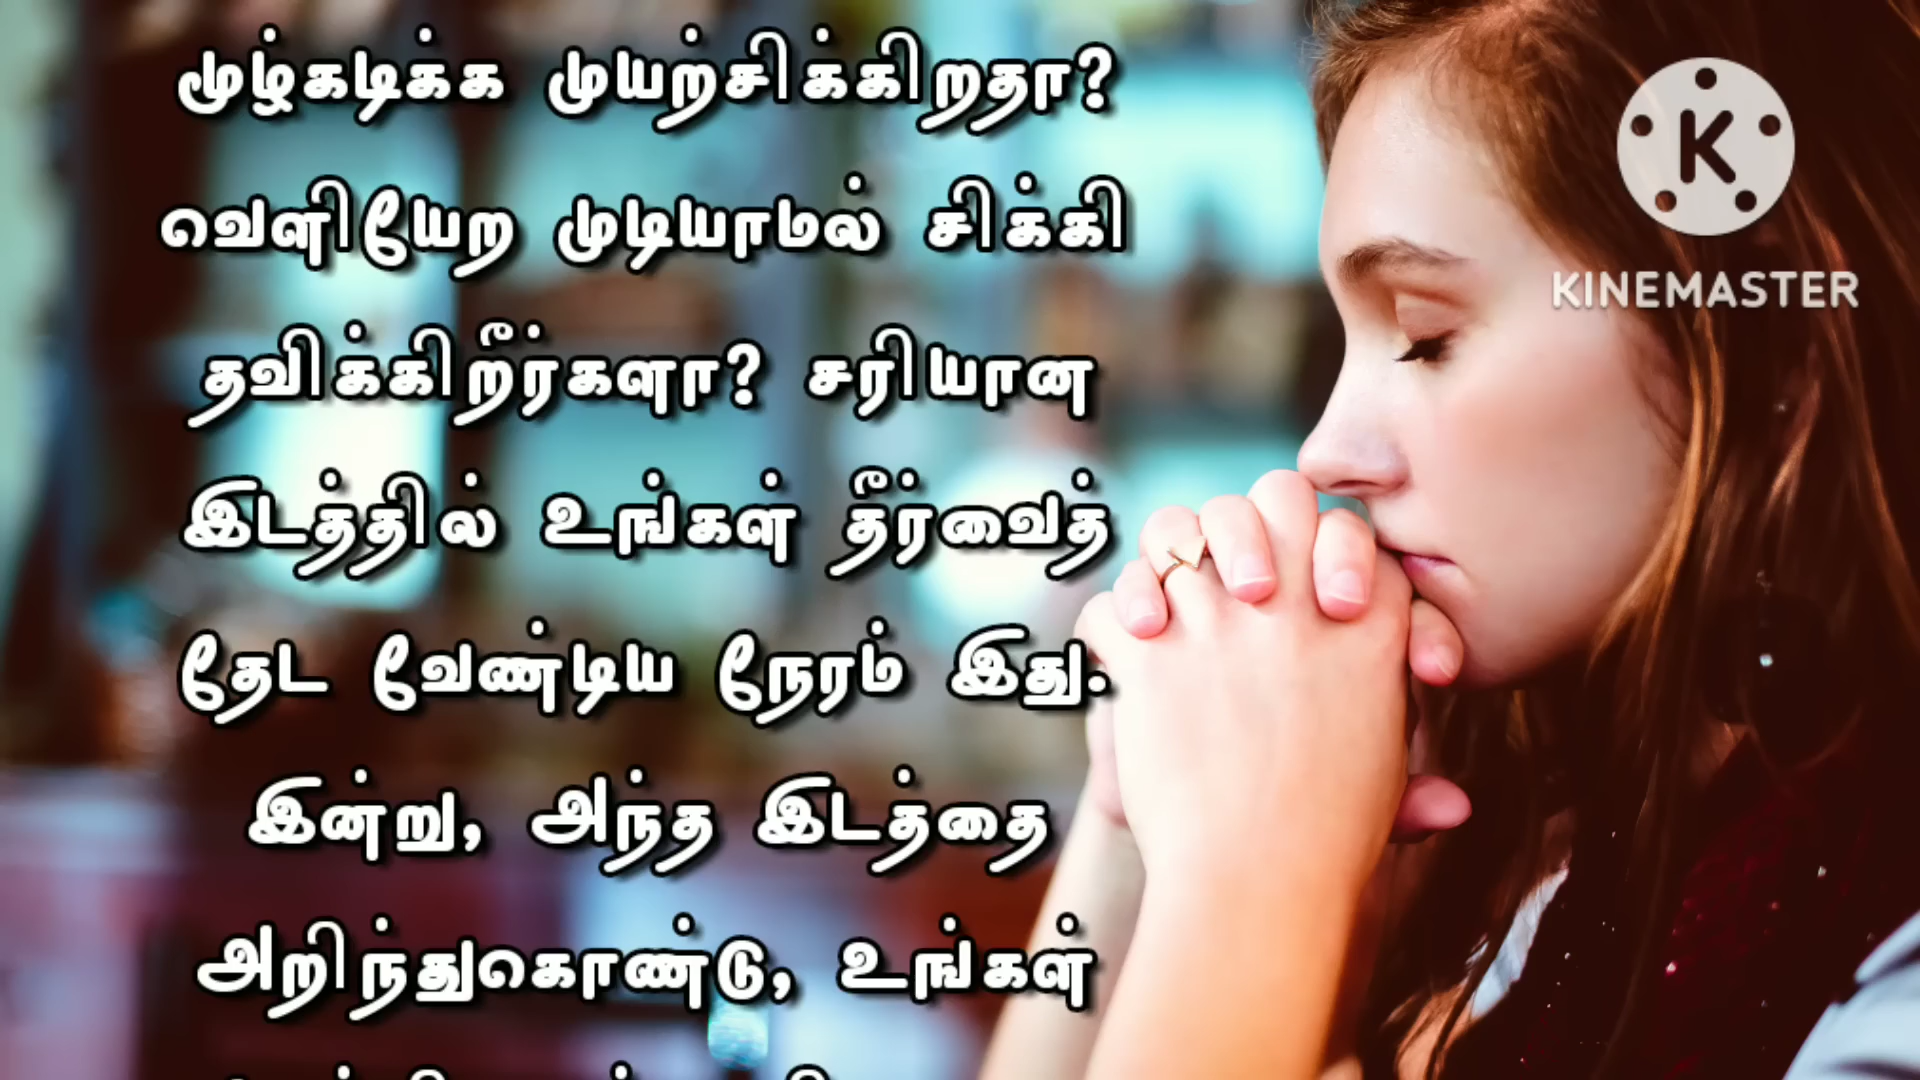 மூழ்கடிக்க முயற்சிக்கிறதா?
வெளியேற முடியாமல் சிக்கி
தவிக்கிறீர்களா? சரியான
இடத்தில் உங்கள் தீர்வைத்
தேட வேண்டிய நேரம் இது.
இன்று, அந்த இடத்தை
அறிந்துகொண்டு, உங்கள்
K
KINEMASTER